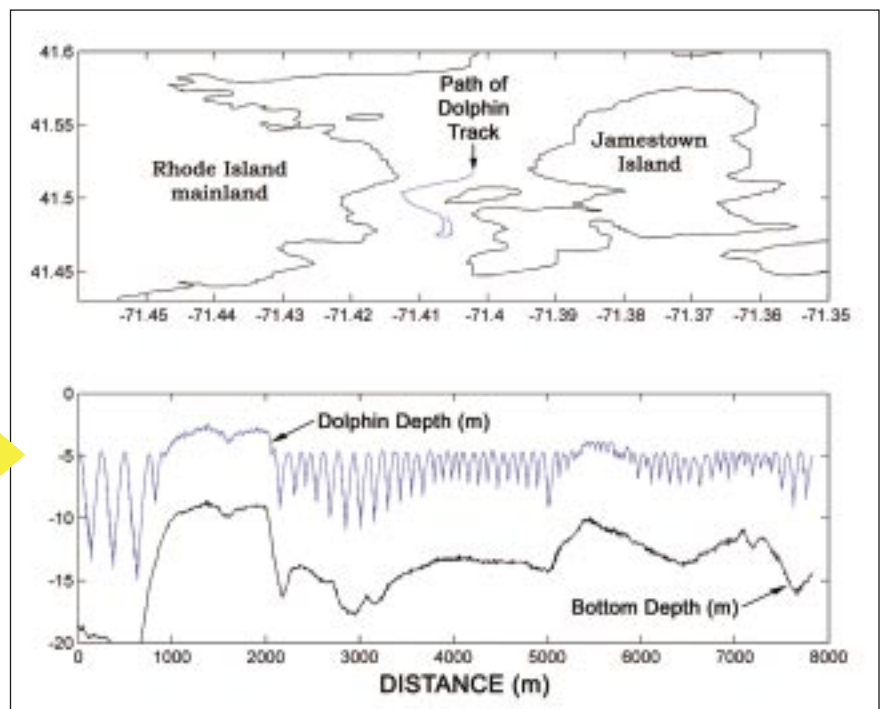 41.6
41.55
41.5
41.45
Path of
Dolphin
Track
Rhode Island
mainland
Jamestown
Island
-71.45 -71.44 -71.43 -71.42 -71.41 -71.4 -71.39 -71.38 -71.37 -71.36 -71.35
0
-5
-10
-15
-20
Dolphin Depth (m)
Bottom Depth (m)
0 1000 2000 3000 4000 5000 6000 7000 8000
DISTANCE (m)